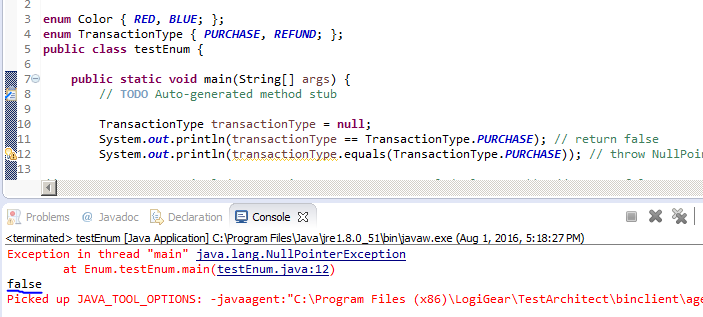 2
3 enum Color { RED, BLUE; };
4 enum TransactionType { PURCHASE, REFUND; };
5 public class testEnum {
6
7 public static void main(String[] args) {
8 // TODO Auto-generated method stub
9
10 TransactionType transactionType = null;
11 System.out.println(transactionType == TransactionType.PURCHASE); // return false
12 System.out.println(transactionType.equals(TransactionType.PURCHASE)); // throw NullPoin
13
Problems @ Javadoc Declaration Console
<terminated> testEnum [Java Application] C:\Program Files\Java\jre1.8.0_51\bin\javaw.exe (Aug 1, 2016, 5:18:27 PM)
Exception in thread "main" java.lang.NullPointerException
at Enum.testEnum.main(testEnum.java:12)
false
Picked up JAVA_TOOL_OPTIONS: -javaagent:"C:\Program Files (x86)\LogiGear\TestArchitect\binclient\age